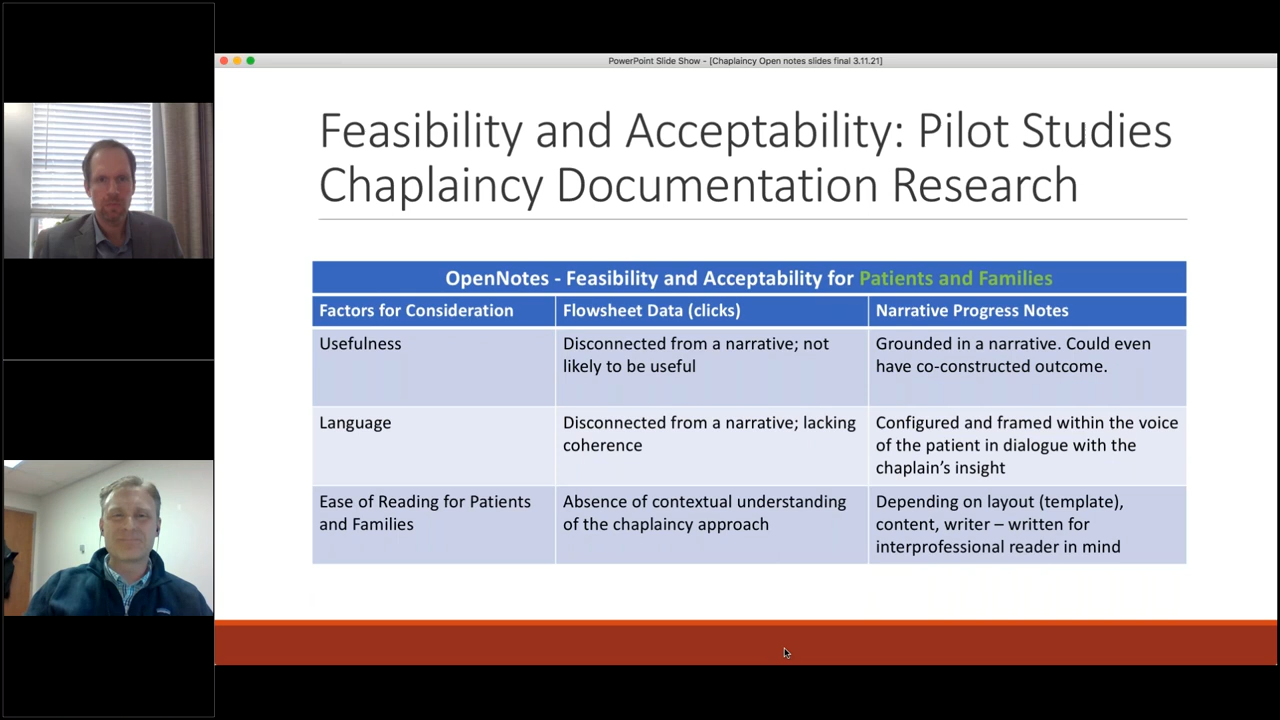 PowerPoint Slide Show - [Chaplaincy Open notes slides final 3.11.21]
Feasibility and Acceptability: Pilot Studies
Chaplaincy Documentation Research
OpenNotes - Feasibility and Acceptability for Patients and Families
Factors for Consideration
Flowsheet Data (clicks)
Narrative Progress Notes
Usefulness
Disconnected from a narrative; not
likely to be useful
Grounded in a narrative. Could even
have co-constructed outcome.
Language
Disconnected from a narrative; lacking
coherence
Configured and framed within the voice
of the patient in dialogue with the
chaplain’s insight
Ease of Reading for Patients
and Families
Absence of contextual understanding
of the chaplaincy approach
Depending on layout (template),
content, writer – written for
interprofessional reader in mind